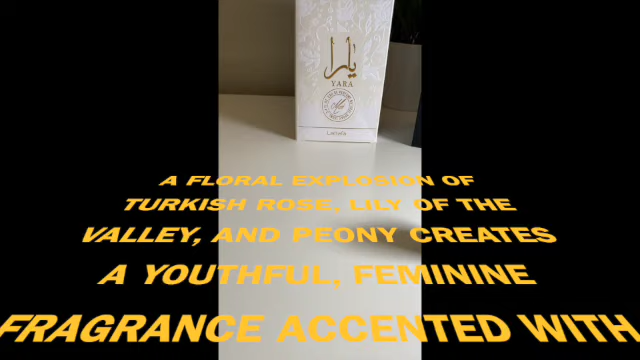 يارا
YARA
Lattafa
A FLORAL EXPLOSION OF
TURKISH ROSE, LILY OF THE
VALLEY, AND PEONY CREATES
A YOUTHFUL, FEMININE
FRAGRANCE ACCENTED WITH